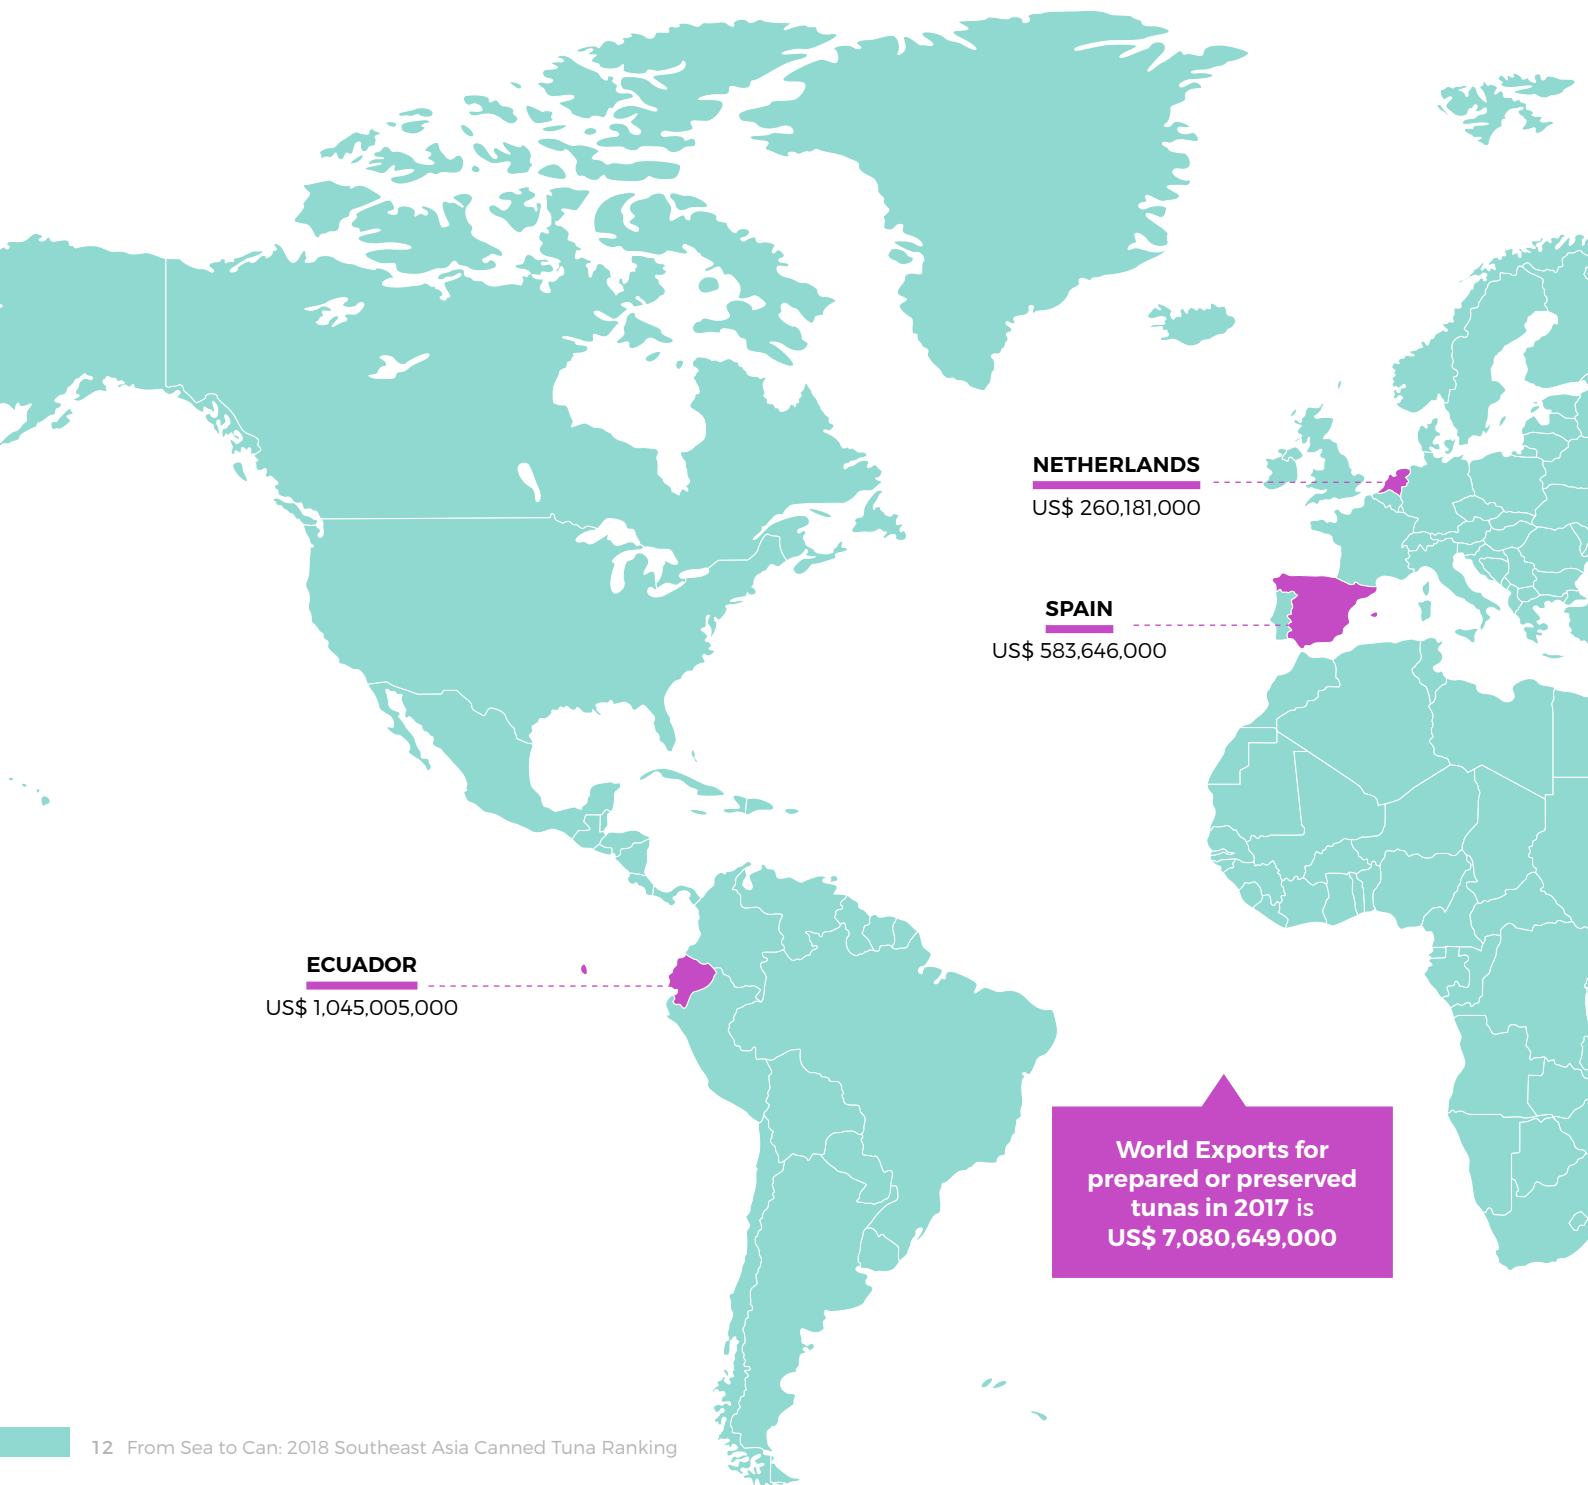 NETHERLANDS
US$ 260,181,000
SPAIN
US$ 583,646,000
ECUADOR
US$ 1,045,005,000
World Exports for
prepared or preserved
tunas in 2017 is
US$ 7,080,649,000
12 From Sea to Can: 2018 Southeast Asia Canned Tuna Ranking